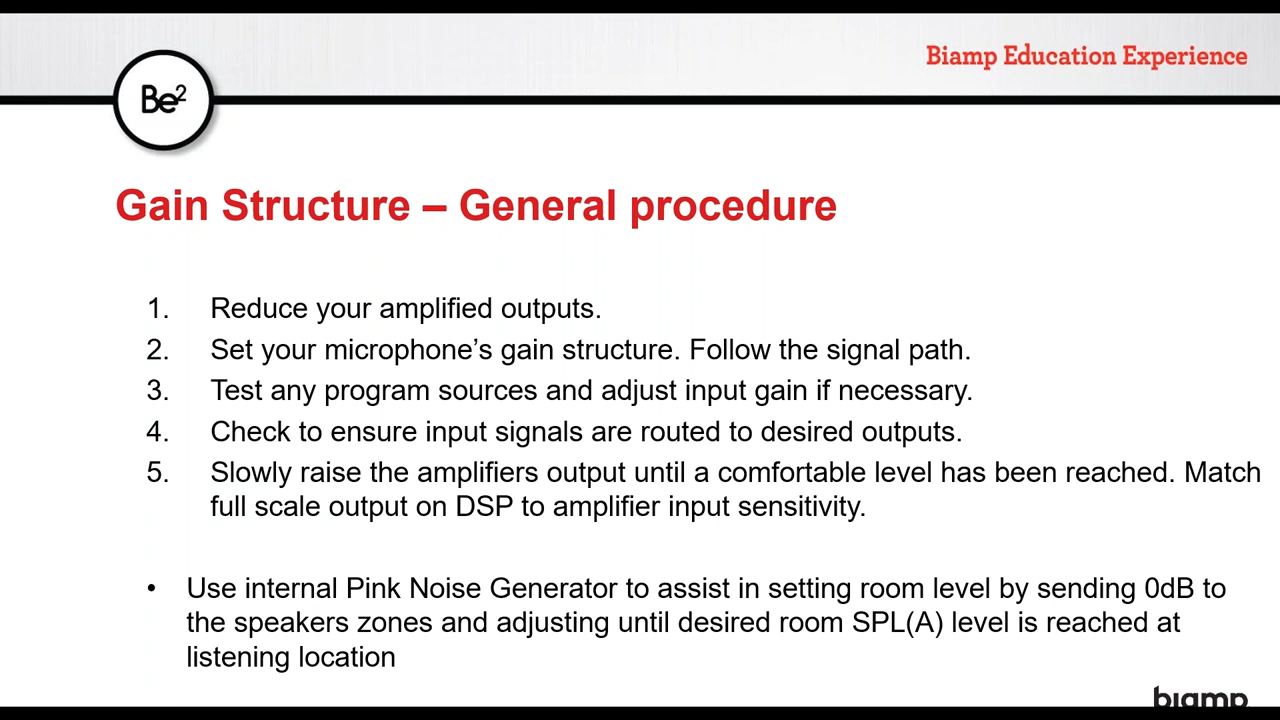 Biamp Education Experience
Be²
Gain Structure – General procedure
1. Reduce your amplified outputs.
2. Set your microphone’s gain structure. Follow the signal path.
3. Test any program sources and adjust input gain if necessary.
4. Check to ensure input signals are routed to desired outputs.
5. Slowly raise the amplifiers output until a comfortable level has been reached. Match
full scale output on DSP to amplifier input sensitivity.
• Use internal Pink Noise Generator to assist in setting room level by sending 0dB to
the speakers zones and adjusting until desired room SPL(A) level is reached at
listening location
biamp